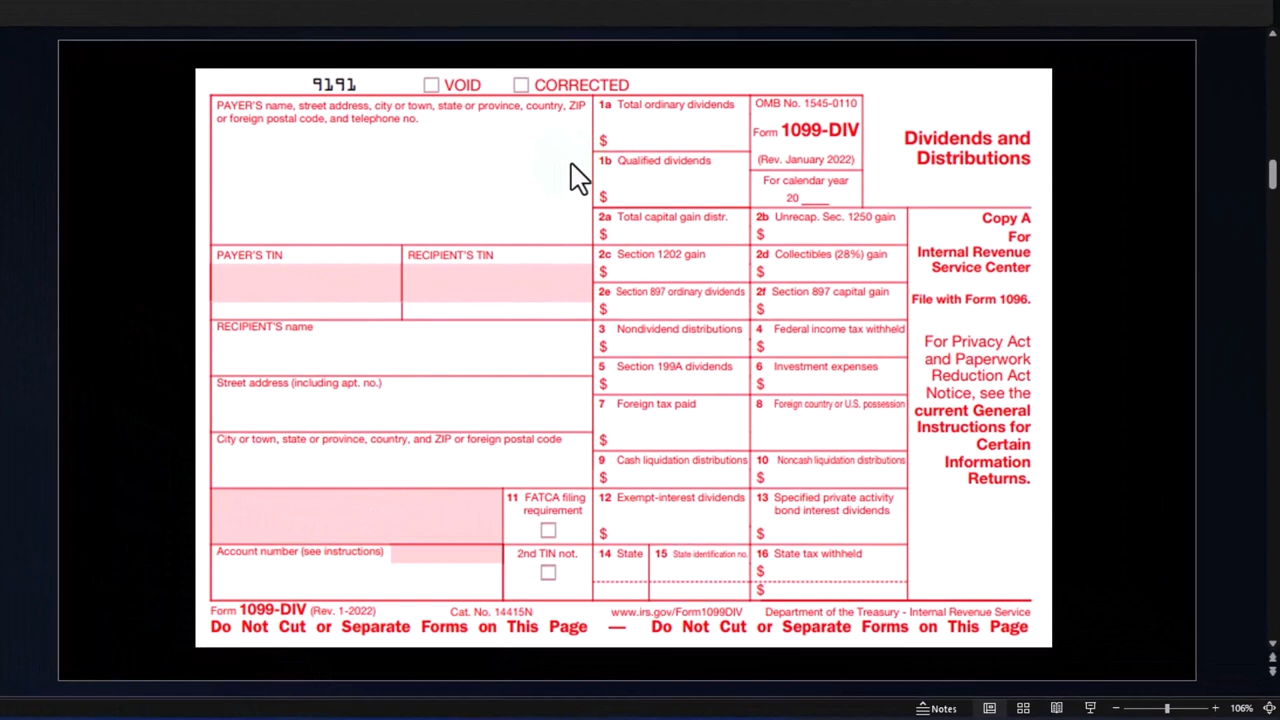 9191 VOID CORRECTED
PAYER'S name, street address, city or town, state or province, country, ZIP
or foreign postal code, and telephone no.
1a Total ordinary dividends
$
1b Qualified dividends
$
OMB No. 1545-0110
Form 1099-DIV
(Rev. January 2022)
For calendar year
20 ____
Dividends and
Distributions
2a Total capital gain distr.
$
2b Unrecap. Sec. 1250 gain
$
Copy A
For
Internal Revenue
Service Center
File with Form 1096.
For Privacy Act
and Paperwork
Reduction Act
Notice, see the
current General
Instructions for
Certain
Information
Returns.
PAYER'S TIN
RECIPIENT'S TIN
2c Section 1202 gain
$
2d Collectibles (28%) gain
$
2e Section 897 ordinary dividends
$
2f Section 897 capital gain
$
RECIPIENT'S name
3 Nondividend distributions
$
4 Federal income tax withheld
$
5 Section 199A dividends
$
6 Investment expenses
$
Street address (including apt. no.)
7 Foreign tax paid
$
8 Foreign country or U.S. possession
City or town, state or province, country, and ZIP or foreign postal code
9 Cash liquidation distributions
$
10 Noncash liquidation distributions
$
11 FATCA filing
requirement
12 Exempt-interest dividends
$
13 Specified private activity
bond interest dividends
$
Account number (see instructions)
2nd TIN not.
14 State
15 State identification no.
16 State tax withheld
$
$
Form 1099-DIV (Rev. 1-2022) Cat. No. 14415N www.irs.gov/Form1099DIV Department of the Treasury - Internal Revenue Service
Do Not Cut or Separate Forms on This Page — Do Not Cut or Separate Forms on This Page
Notes
106%